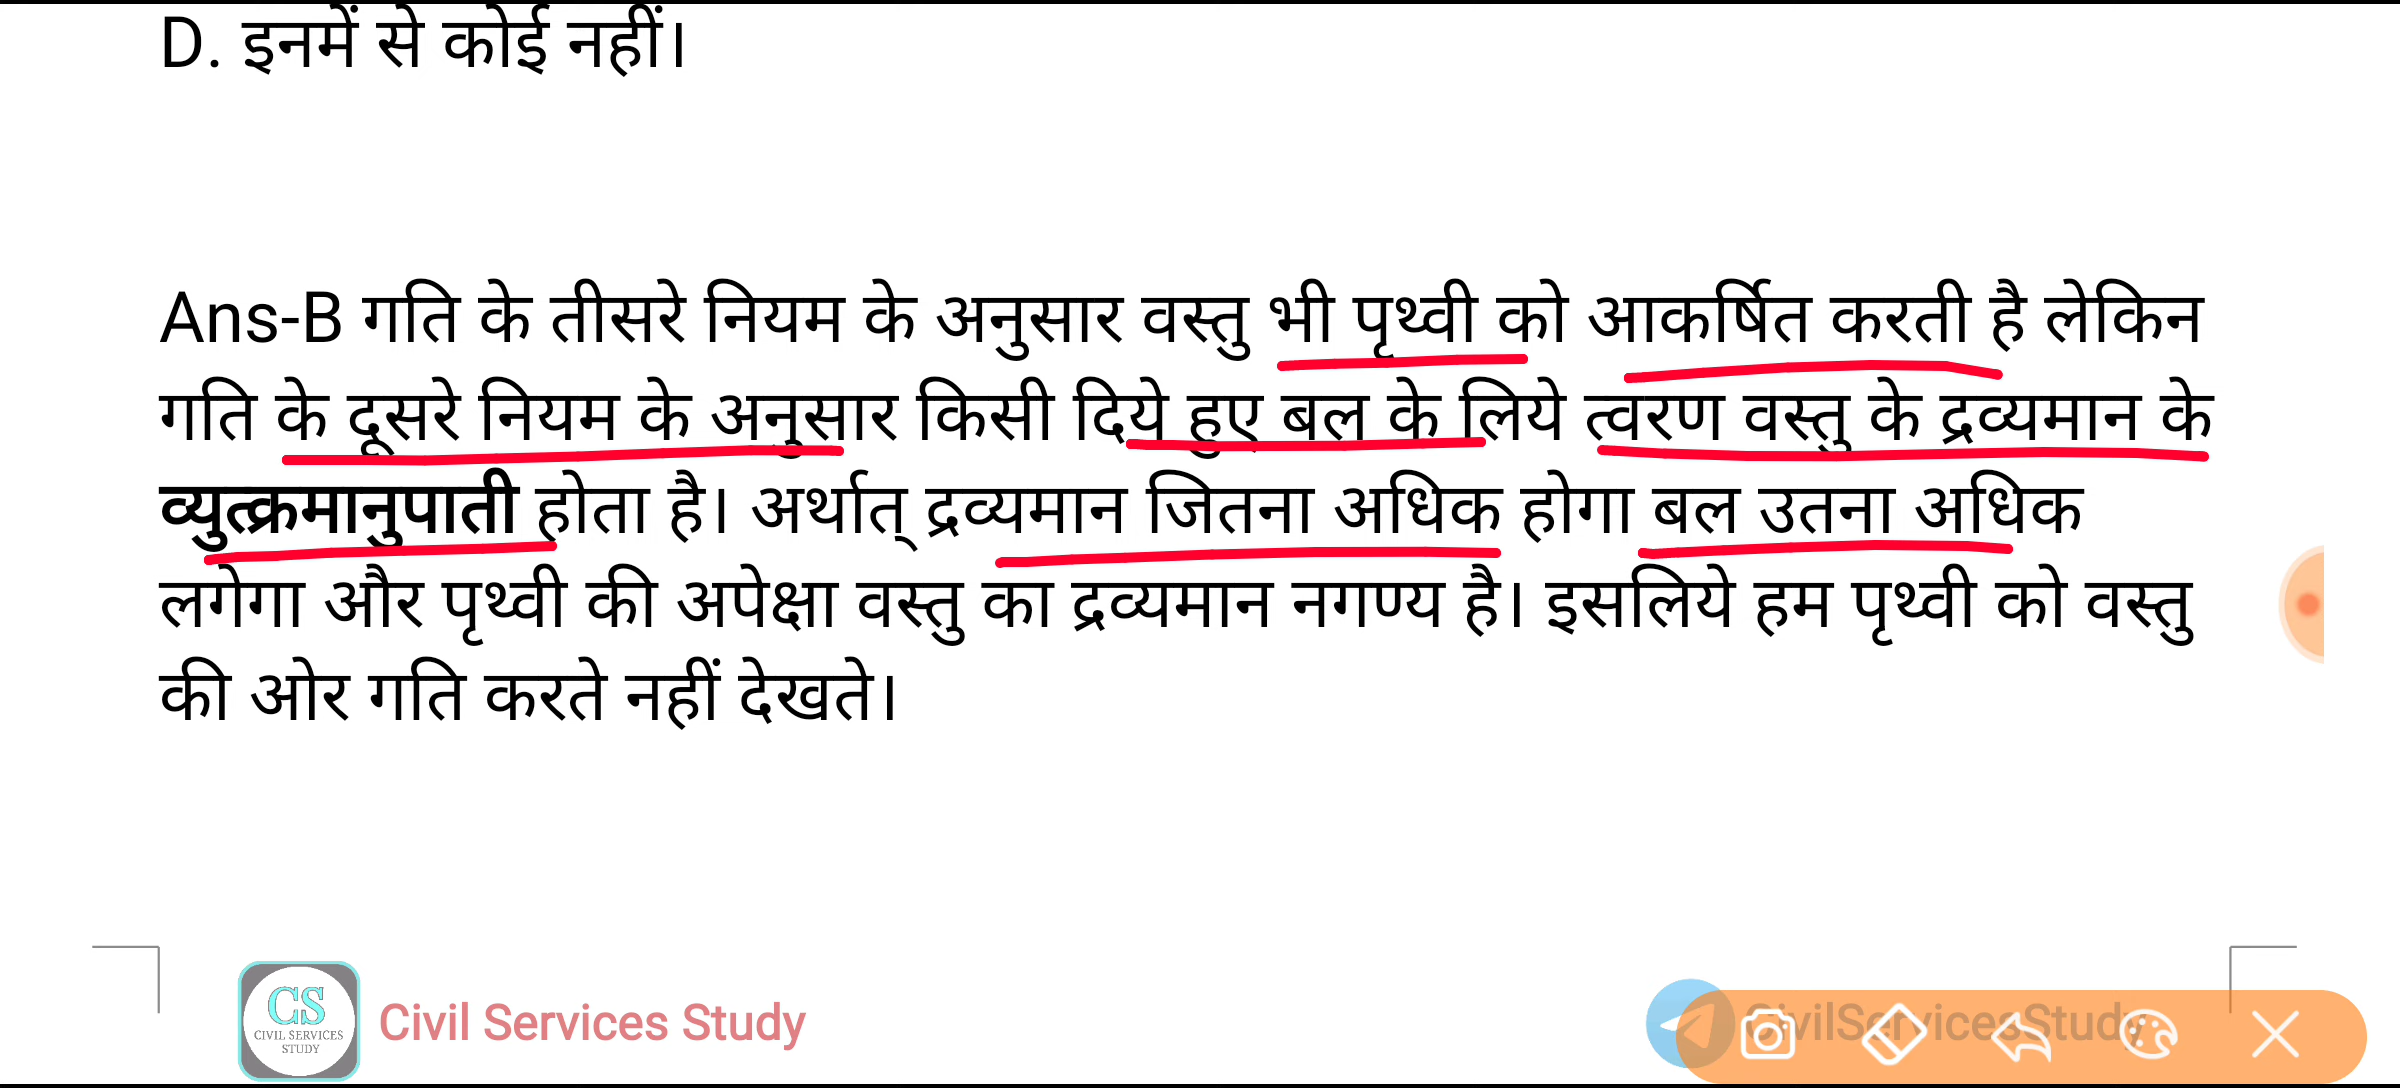 D. इनमें से कोई नहीं।
Ans-B गति के तीसरे नियम के अनुसार वस्तु भी पृथ्वी को आकर्षित करती है लेकिन
गति के दूसरे नियम के अनुसार किसी दिये हुए बल के लिये त्वरण वस्तु के द्रव्यमान के
व्युत्क्रमानुपाती होता है। अर्थात् द्रव्यमान जितना अधिक होगा बल उतना अधिक
लगेगा और पृथ्वी की अपेक्षा वस्तु का द्रव्यमान नगण्य है। इसलिये हम पृथ्वी को वस्तु
की ओर गति करते नहीं देखते।
CS
CIVIL SERVICES
STUDY
Civil Services Study
CivilServicesStudy